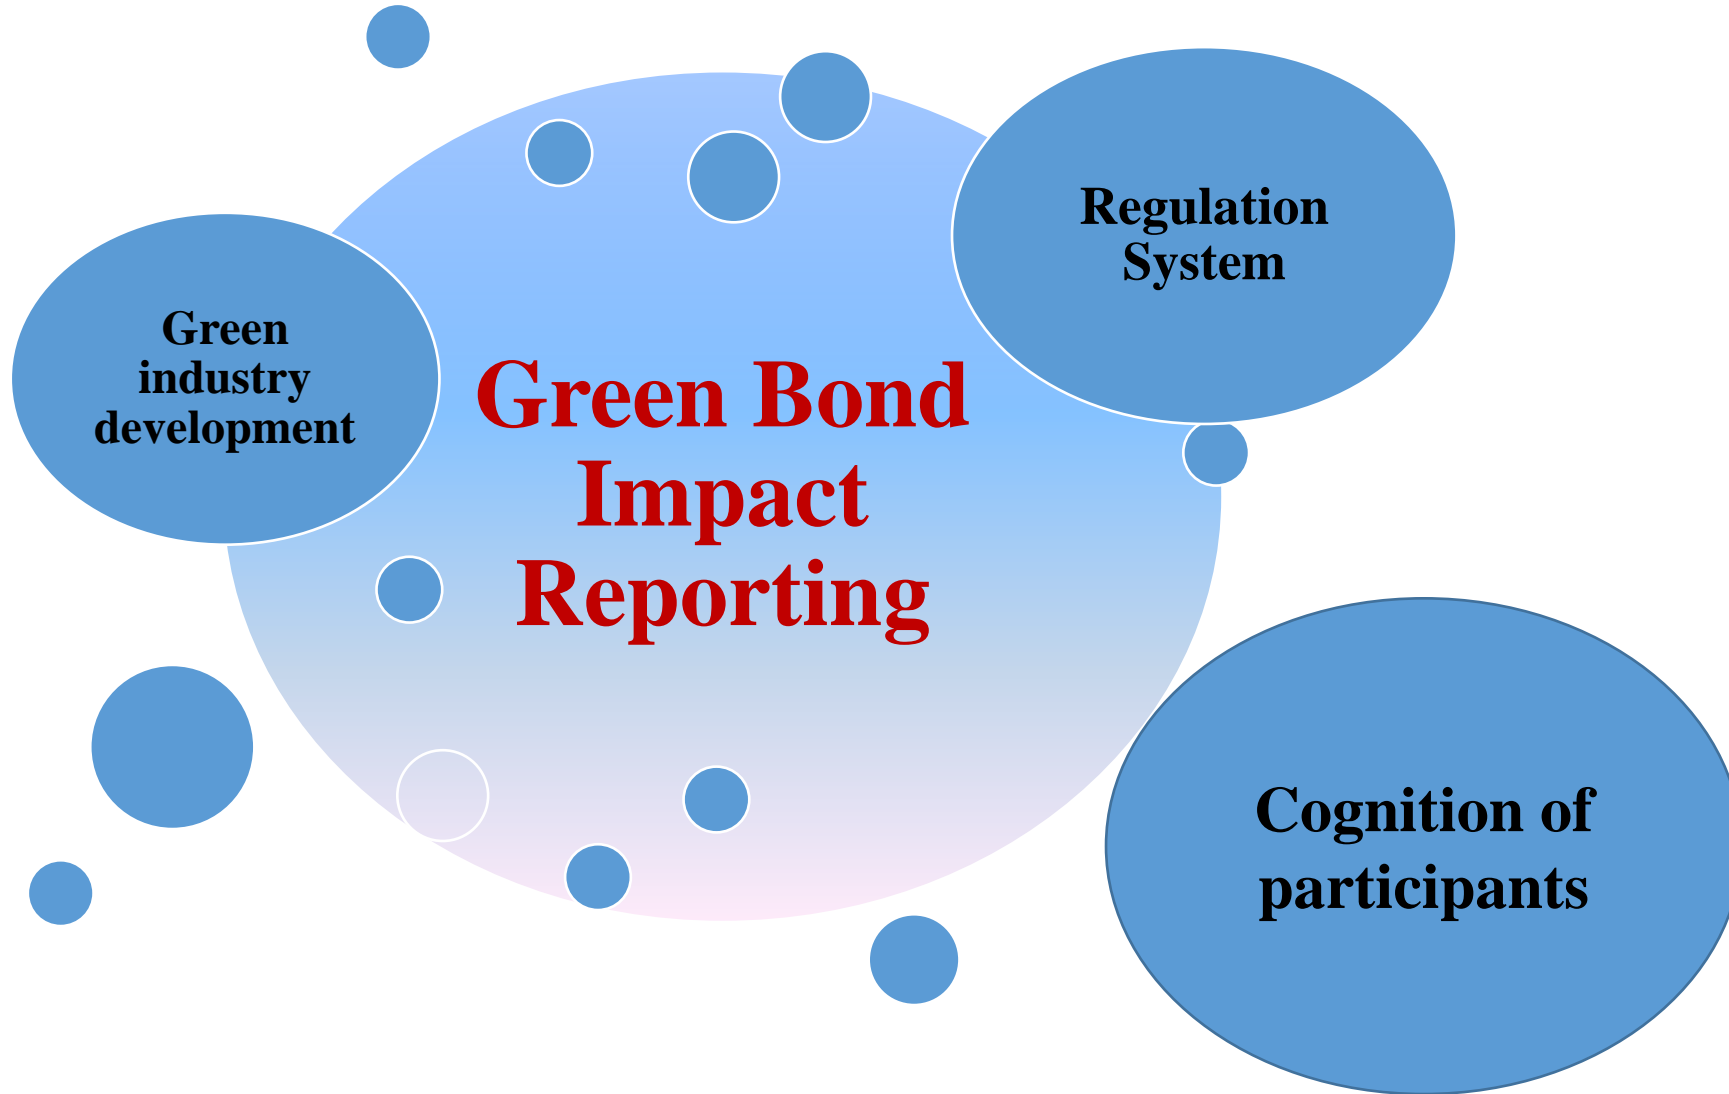 Regulation
System
Green
industry
development
Green Bond
Impact
Reporting
Cognition of
participants